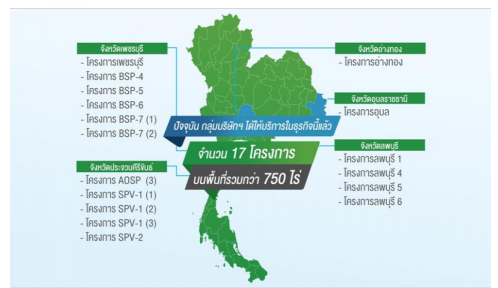 จังหวัดเพชรบุรี
- โครงการเพชรบุรี
- โครงการ BSP-4
- โครงการ BSP-5
- โครงการ BSP-6
- โครงการ BSP-7 (1)
- โครงการ BSP-7 (2)
จังหวัดอ่างทอง
- โครงการอ่างทอง
จังหวัดอุบลราชธานี
- โครงการอุบล
ปัจจุบัน กลุ่มบริษัทฯ ได้ให้บริการในธุรกิจนี้แล้ว
จำนวน 17 โครงการ
บนพื้นที่รวมกว่า 750 ไร่
จังหวัดลพบุรี
- โครงการลพบุรี 1
- โครงการลพบุรี 4
- โครงการลพบุรี 5
- โครงการลพบุรี 6
จังหวัดประจวบคีรีขันธ์
- โครงการ AOSP (3)
- โครงการ SPV-1 (1)
- โครงการ SPV-1 (2)
- โครงการ SPV-1 (3)
- โครงการ SPV-2